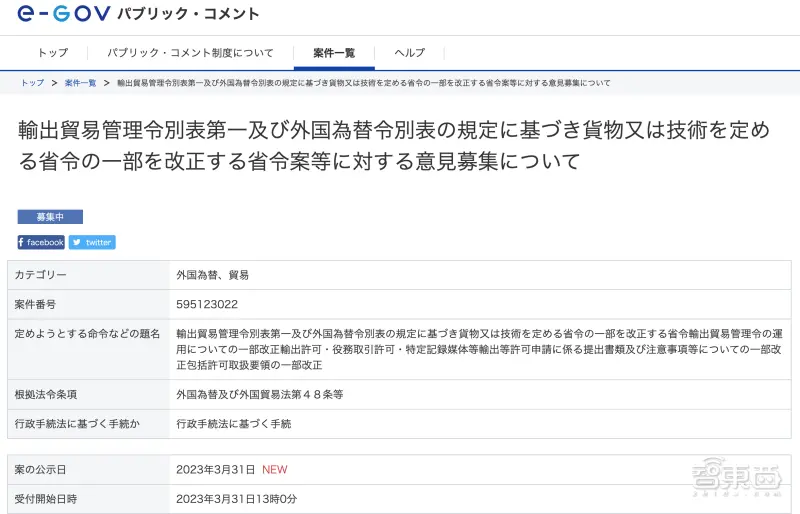 e-GOV パブリック・コメント
トップ パブリック・コメント制度について 案件一覧 ヘルプ
トップ > 案件一覧 > 輸出貿易管理令別表第一及び外国為替令別表の規定に基づき貨物又は技術を定める省令の一部を改正する省令案等に対する意見募集について
輸出貿易管理令別表第一及び外国為替令別表の規定に基づき貨物又は技術を定め
る省令の一部を改正する省令案等に対する意見募集について
募集中
facebook twitter
カテゴリー 外国為替、貿易
案件番号 595123022
定めようとする命令などの題名 輸出貿易管理令別表第一及び外国為替令別表の規定に基づき貨物又は技術を定める省令の一部を改正する省令輸出貿易管理令の運
用についての一部改正輸出許可・役務取引許可・特定記録媒体等輸出等許可申請に係る提出書類及び注意事項等についての一部改
正包括許可取扱要領の一部改正
根拠法令条項 外国為替及び外国貿易法第４８条等
行政手続法に基づく手続か 行政手続法に基づく手続
案の公示日 2023年3月31日 NEW
受付開始日時 2023年3月31日13時0分
智東西